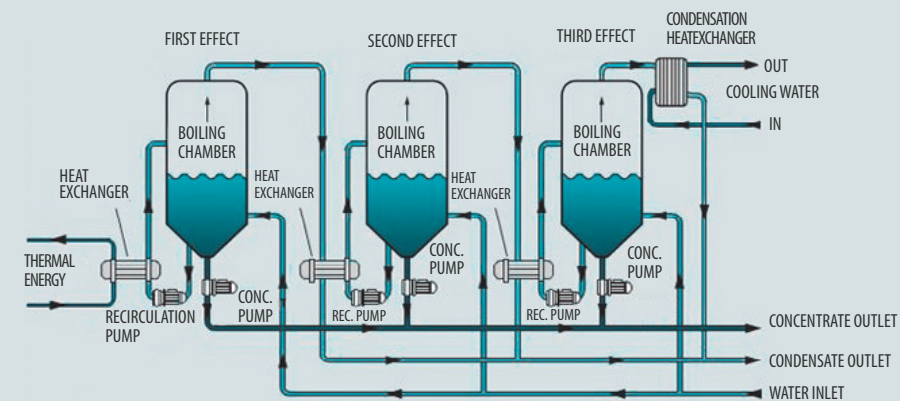 FIRST EFFECT
SECOND EFFECT
THIRD EFFECT
CONDENSATION
HEATEXCHANGER
OUT
COOLING WATER
IN
BOILING
CHAMBER
BOILING
CHAMBER
BOILING
CHAMBER
HEAT
EXCHANGER
HEAT
EXCHANGER
HEAT
EXCHANGER
THERMAL
ENERGY
RECIRCULATION
PUMP
CONC.
PUMP
REC. PUMP
CONC.
PUMP
REC. PUMP
CONC.
PUMP
CONCENTRATE OUTLET
CONDENSATE OUTLET
WATER INLET